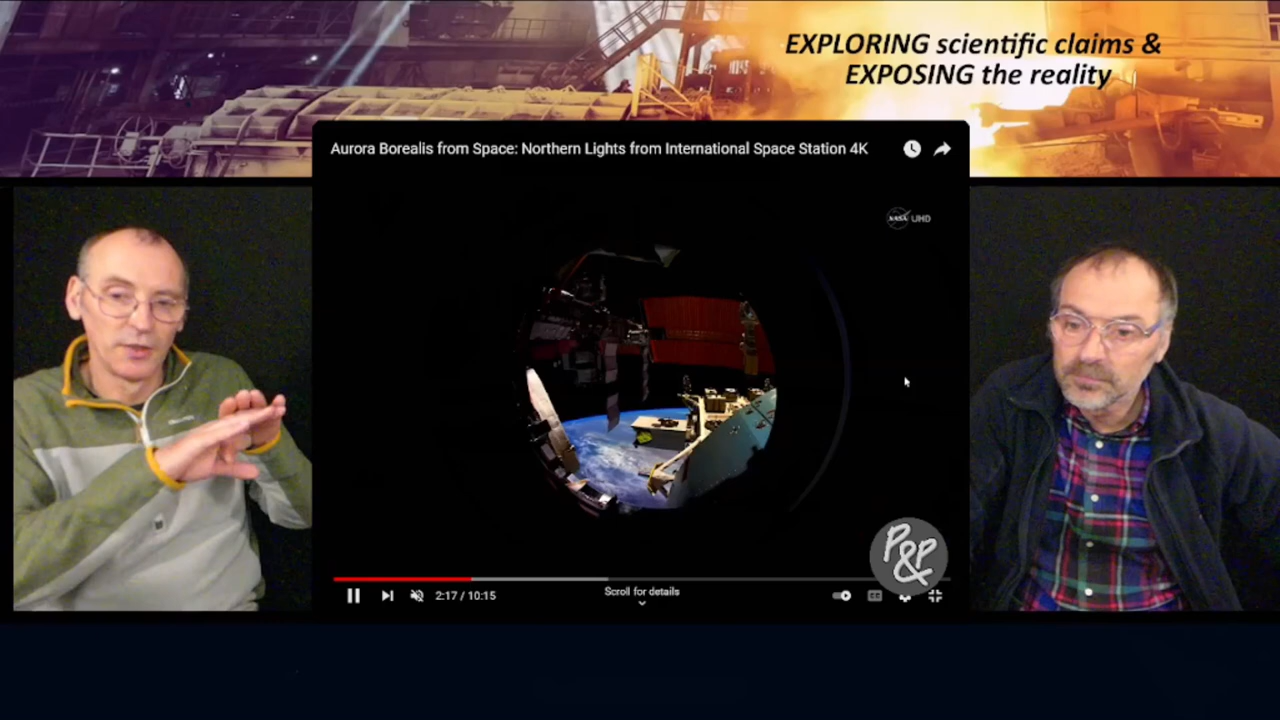 EXPLORING scientific claims &
EXPOSING the reality
Aurora Borealis from Space: Northern Lights from International Space Station 4K
NASA UHD
P&P
2:17 / 10:15
Scroll for details
CC